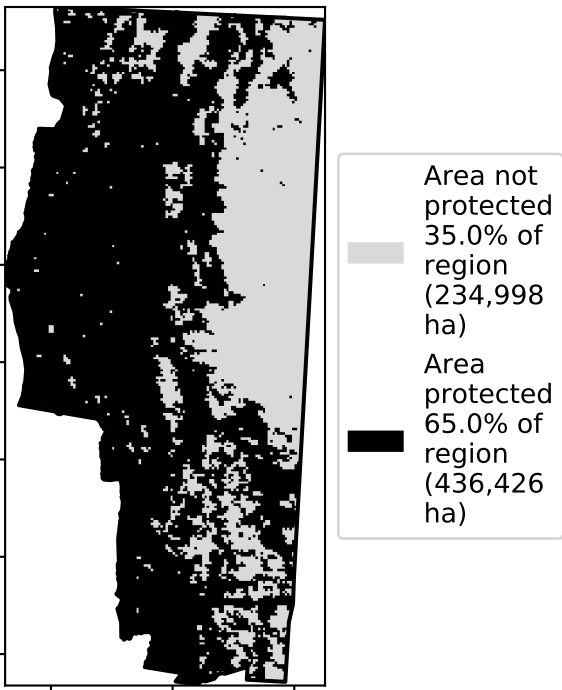 Area not
protected
35.0% of
region
(234,998
ha)
Area
protected
65.0% of
region
(436,426
ha)